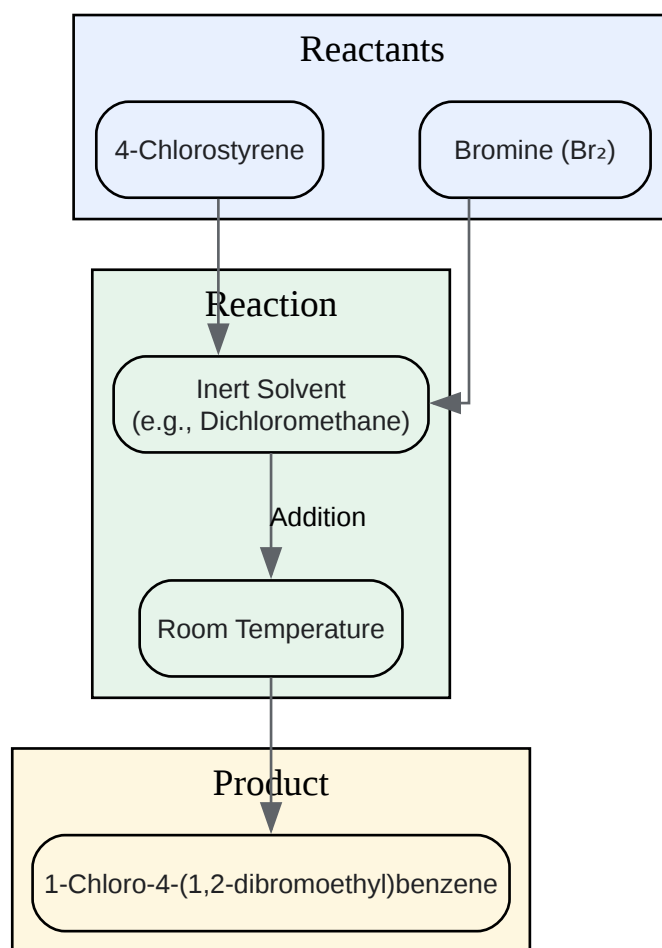 Reactants
4-Chlorostyrene
Bromine (Br₂)
Reaction
Inert Solvent
(e.g., Dichloromethane)
Addition
Room Temperature
Product
1-Chloro-4-(1,2-dibromoethyl)benzene